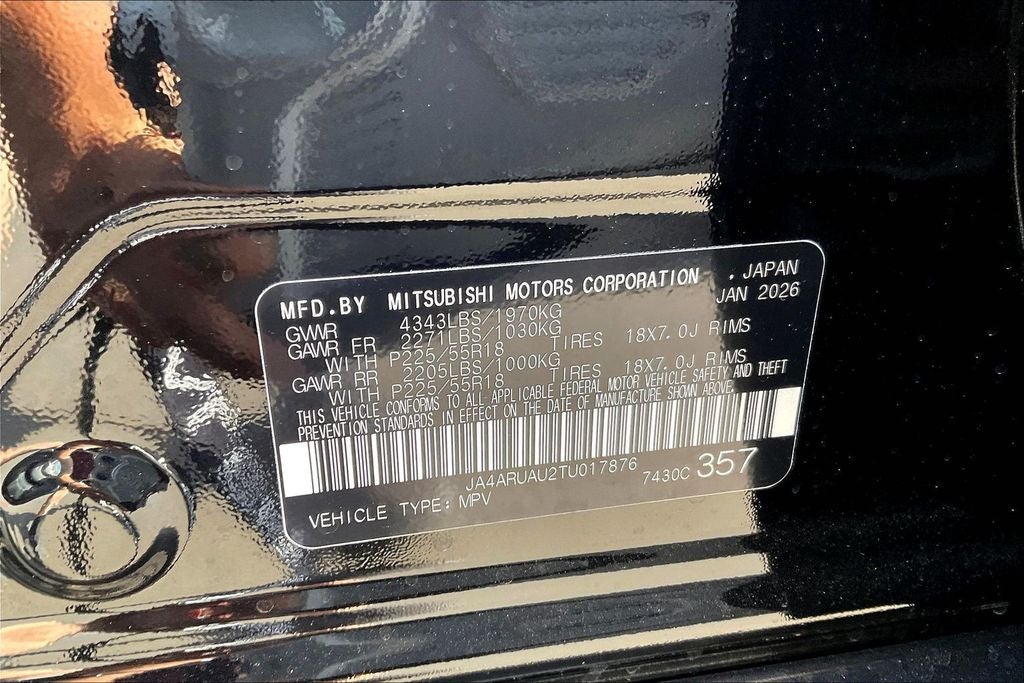 MFD.BY MITSUBISHI MOTORS CORPORATION . JAPAN
JAN 2026
GVWR 4343LBS/1970KG
GAWR FR 2271LBS/1030KG
WITH P225/55R18 TIRES 18X7.0J RIMS
GAWR RR 2205LBS/1000KG
WITH P225/55R18 TIRES 18X7.0J RIMS
THIS VEHICLE CONFORMS TO ALL APPLICABLE FEDERAL MOTOR VEHICLE SAFETY AND THEFT
PREVENTION STANDARDS IN EFFECT ON THE DATE OF MANUFACTURE SHOWN ABOVE.
JA4ARUAU2TU017876
7430C 357
VEHICLE TYPE: MPV